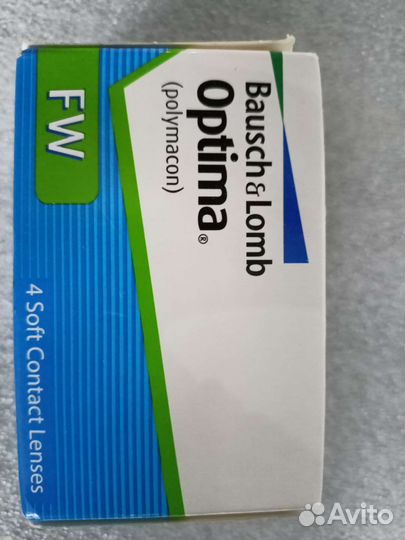 Bausch & Lomb
Optima®
(polymacon)
FW
4 Soft Contact Lenses
Avito